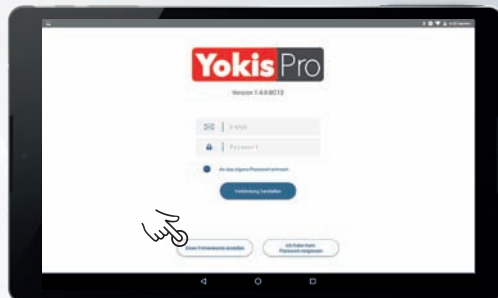 Yokis Pro
Version 1.4.0-BC12
E-Mail
Passwort
An das eigene Passwort erinnern
Verbindung herstellen
Einen Firmenkonto erstellen
Ich habe mein
Passwort vergessen